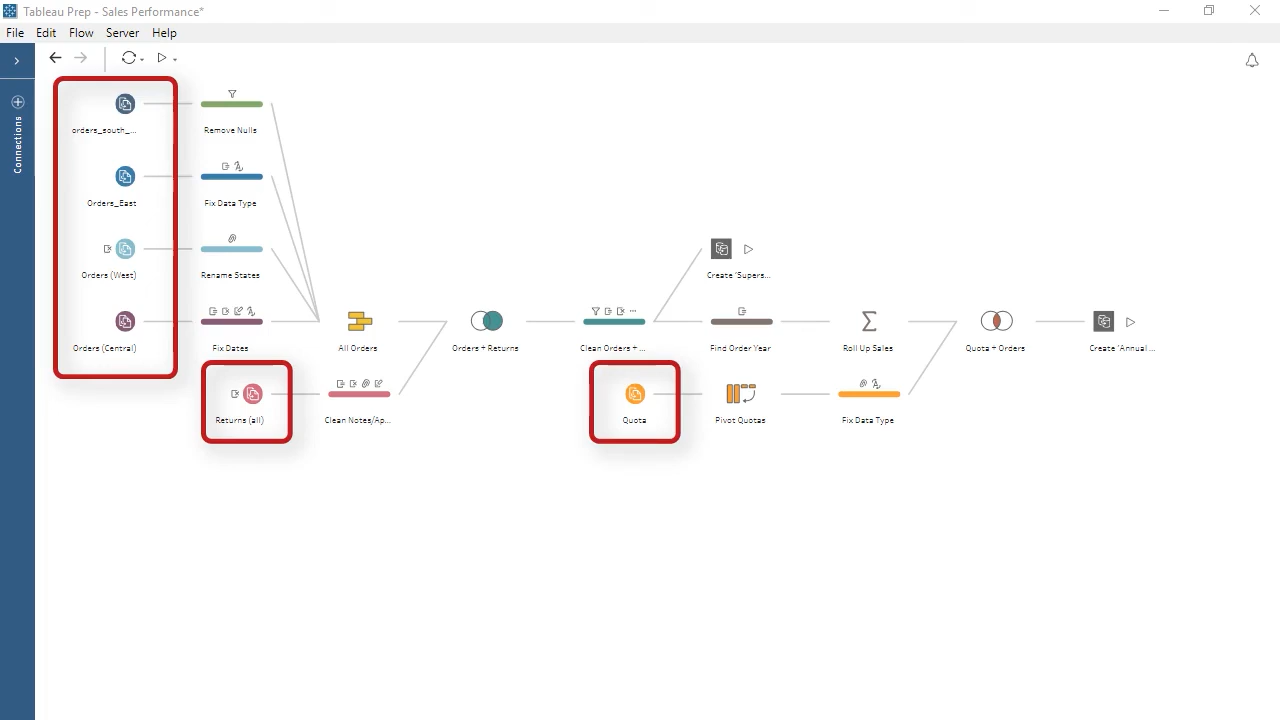 Tableau Prep - Sales Performance*
File Edit Flow Server Help
Connections
orders_south_...
Remove Nulls
Orders_East
Fix Data Type
Orders (West)
Rename States
Create 'Supers...
Orders (Central)
Fix Dates
All Orders
Orders + Returns
Clean Orders + ...
Find Order Year
Roll Up Sales
Quota + Orders
Create 'Annual ...
Returns (all)
Clean Notes/Ap...
Quota
Pivot Quotas
Fix Data Type